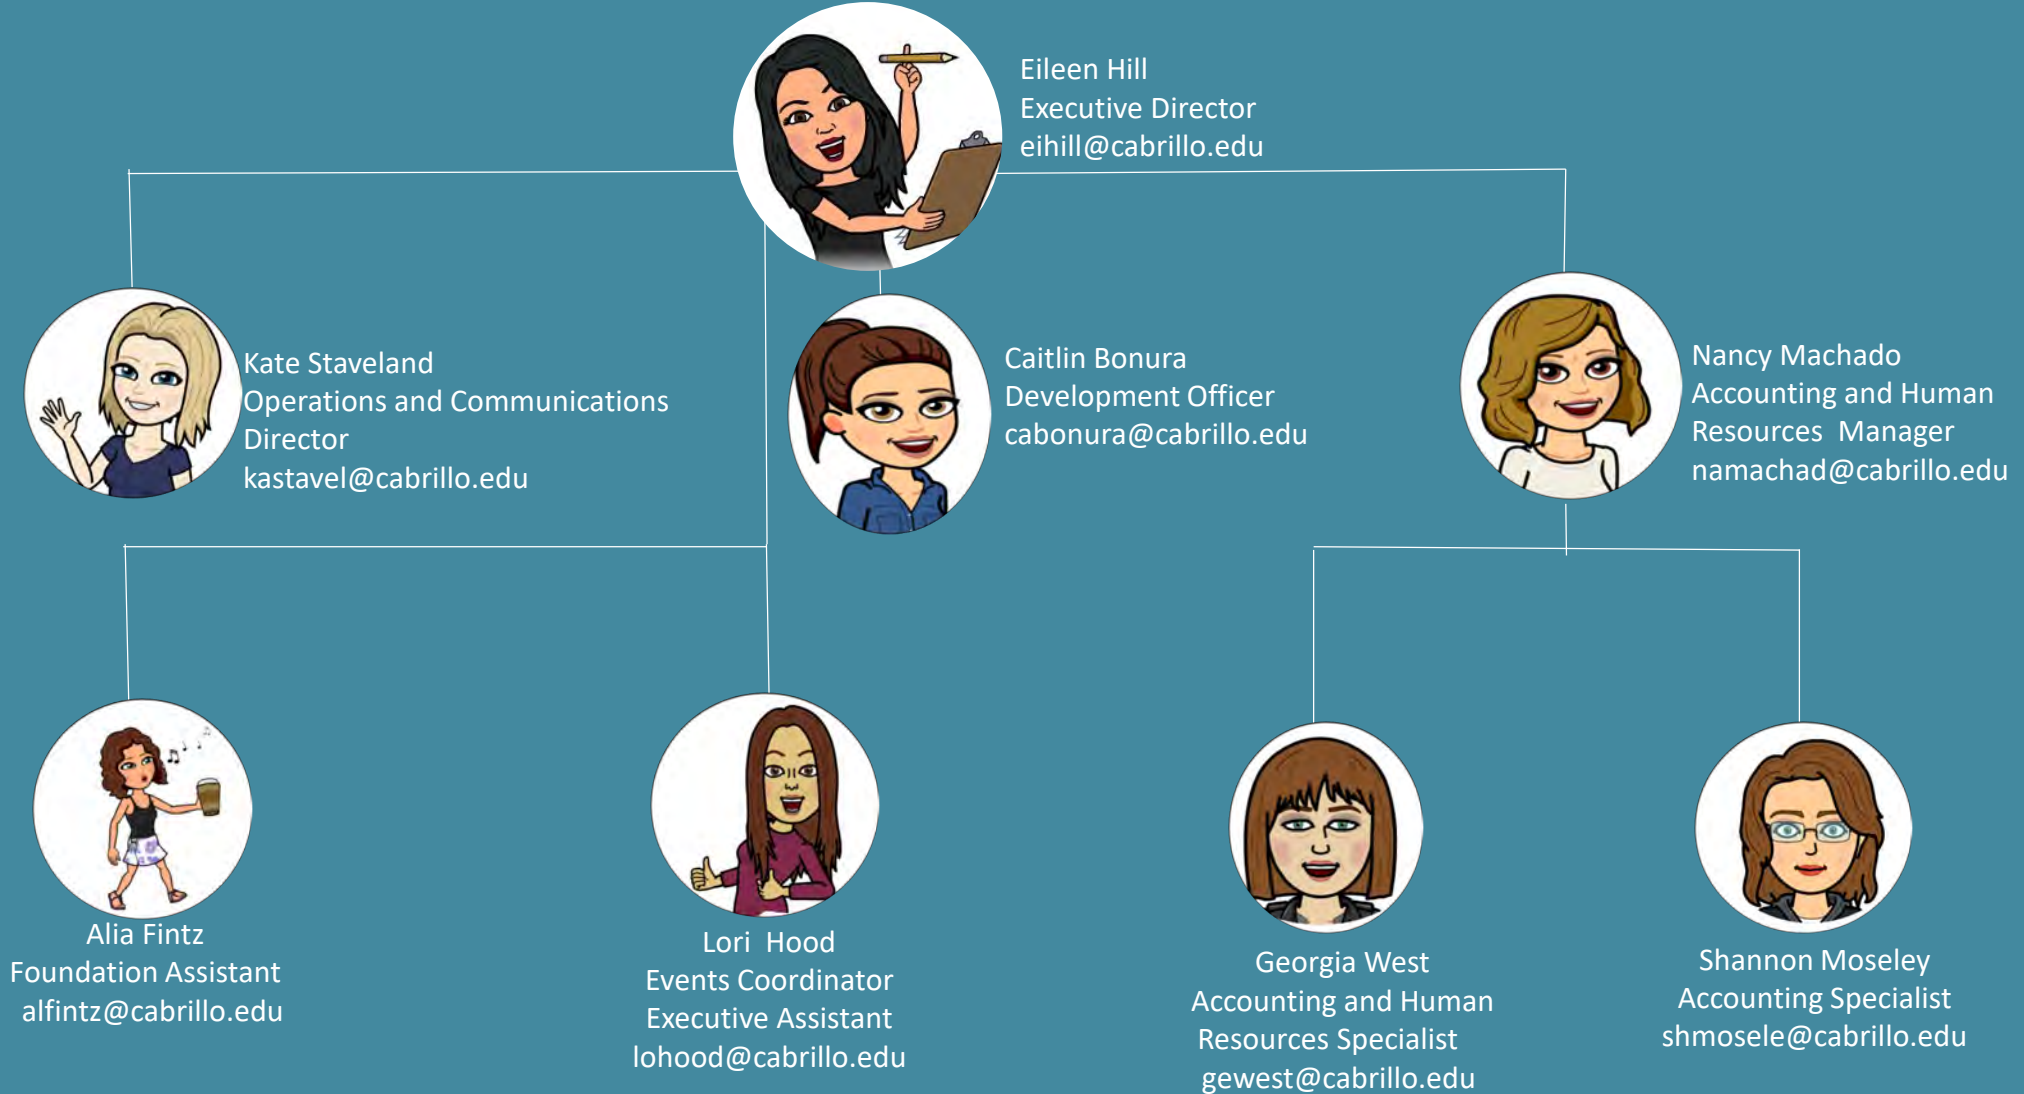 Eileen Hill
Executive Director
eihill@cabrillo.edu
Kate Staveland
Operations and Communications
Director
kastavel@cabrillo.edu
Caitlin Bonura
Development Officer
cabonura@cabrillo.edu
Nancy Machado
Accounting and Human
Resources  Manager
namachad@cabrillo.edu
Alia Fintz
Foundation Assistant
alfintz@cabrillo.edu
Lori  Hood
Events Coordinator
Executive Assistant
lohood@cabrillo.edu
Georgia West
Accounting and Human
Resources Specialist
gewest@cabrillo.edu
Shannon Moseley
Accounting Specialist
shmosele@cabrillo.edu